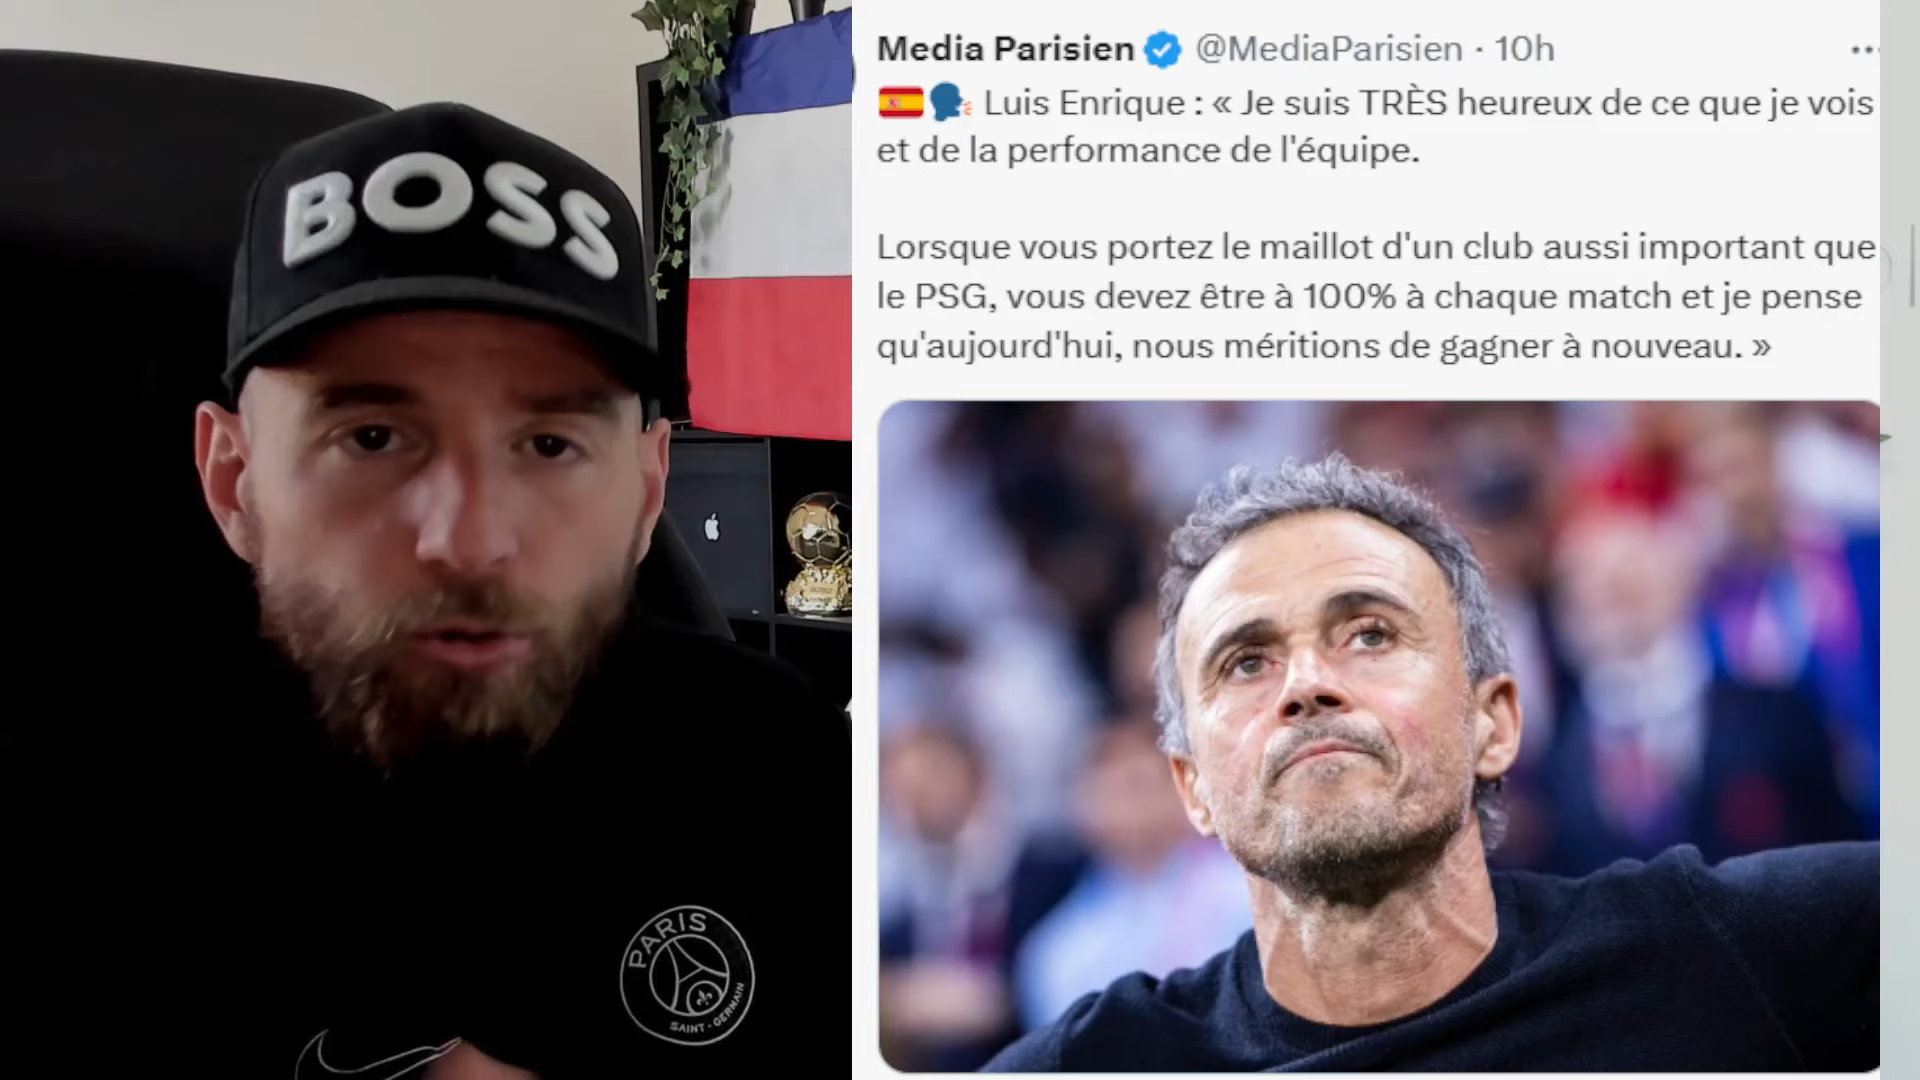 BOSS
PARIS
SAINT-GERMAIN
Media Parisien @MediaParisien · 10h
Luis Enrique : « Je suis TRÈS heureux de ce que je vois
et de la performance de l'équipe.
Lorsque vous portez le maillot d'un club aussi important que
le PSG, vous devez être à 100% à chaque match et je pense
qu'aujourd'hui, nous méritions de gagner à nouveau. »